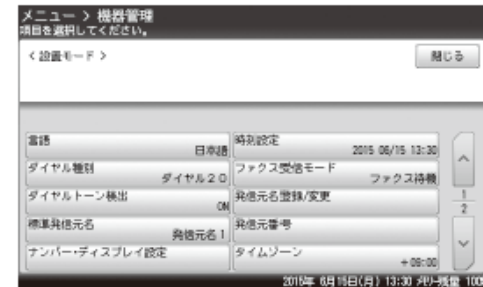 メニュー > 機器管理
項目を選択してください。
< 設置モード >
閉じる
言語
日本語
時刻設定
2015 06/15 13:30
ダイヤル種別
ダイヤル20
ファクス受信モード
ファクス待機
ダイヤルトーン検出
ON
発信元名登録/変更
標準発信元名
発信元名1
発信元番号
ナンバー・ディスプレイ設定
タイムゾーン
+09:00
1
2
2015年 6月15日(月) 13:30 メモリー残量 100